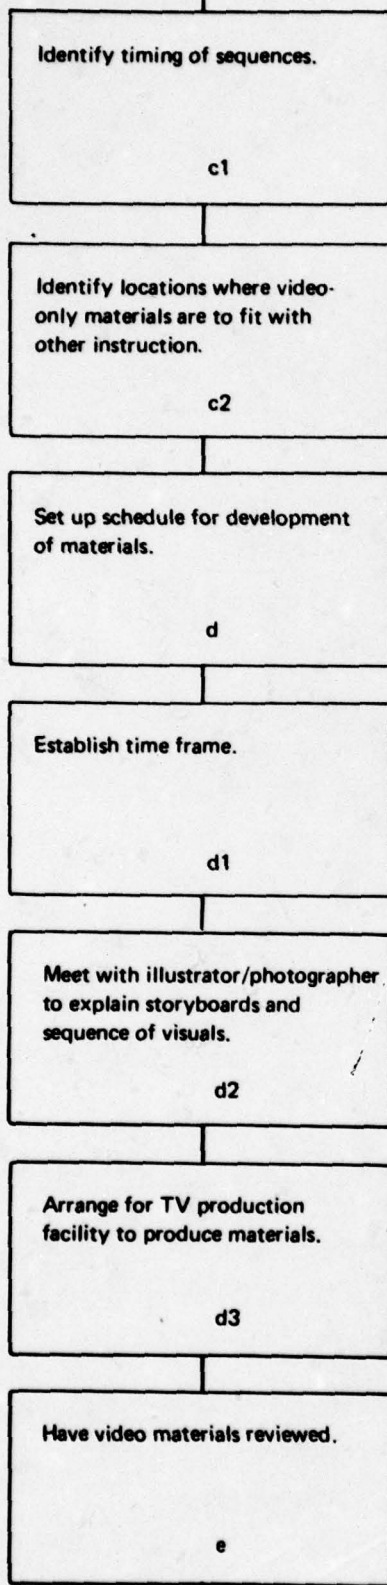 Identify timing of sequences.
c1
Identify locations where video-
only materials are to fit with
other instruction.
c2
Set up schedule for development
of materials.
d
Establish time frame.
d1
Meet with illustrator/photographer
to explain storyboards and
sequence of visuals.
d2
Arrange for TV production
facility to produce materials.
d3
Have video materials reviewed.
e